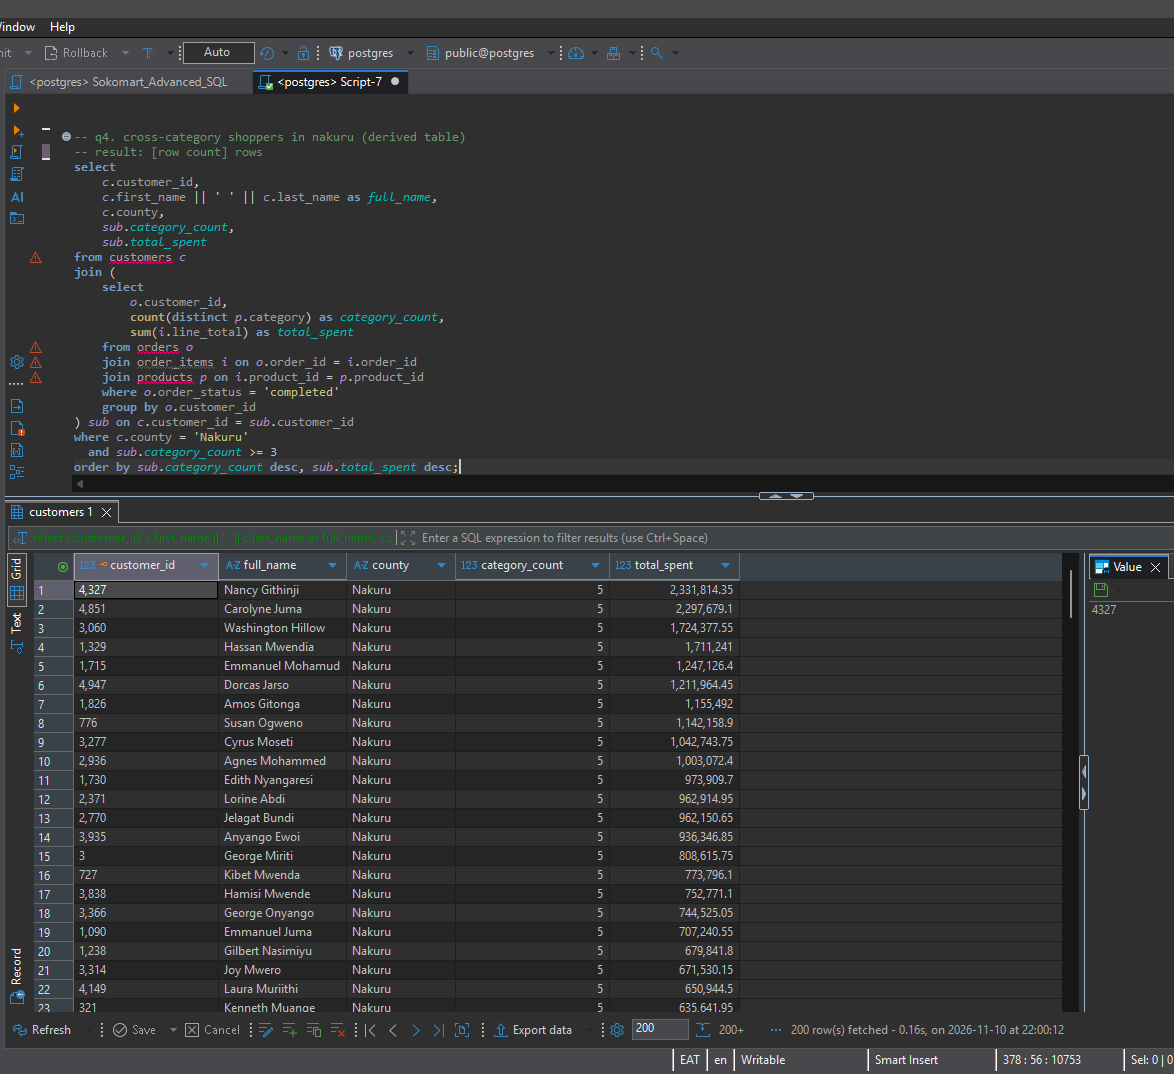 Window Help
Rollback T Auto postgres public@postgres
<postgres> Sokomart_Advanced_SQL <postgres> Script-7
-- q4. cross-category shoppers in nakuru (derived table)
-- result: [row count] rows
select
c.customer_id,
c.first_name || ' ' || c.last_name as full_name,
c.county,
sub.category_count,
sub.total_spent
from customers c
join (
select
o.customer_id,
count(distinct p.category) as category_count,
sum(i.line_total) as total_spent
from orders o
join order_items i on o.order_id = i.order_id
join products p on i.product_id = p.product_id
where o.order_status = 'completed'
group by o.customer_id
) sub on c.customer_id = sub.customer_id
where c.county = 'Nakuru'
and sub.category_count >= 3
order by sub.category_count desc, sub.total_spent desc;
AI
customers 1
select c.customer_id, c.first_name || ' ' || c.last_name as full_name, c.c Enter a SQL expression to filter results (use Ctrl+Space)
Grid
Text
Record
123 customer_id A-Z full_name A-Z county 123 category_count 123 total_spent
1 4,327 Nancy Githinji Nakuru 5 2,331,814.35
2 4,851 Carolyne Juma Nakuru 5 2,297,679.1
3 3,060 Washington Hillow Nakuru 5 1,724,377.55
4 1,329 Hassan Mwendia Nakuru 5 1,711,241
5 1,715 Emmanuel Mohamud Nakuru 5 1,247,126.4
6 4,947 Dorcas Jarso Nakuru 5 1,211,964.45
7 1,826 Amos Gitonga Nakuru 5 1,155,492
8 776 Susan Ogweno Nakuru 5 1,142,158.9
9 3,277 Cyrus Moseti Nakuru 5 1,042,743.75
10 2,936 Agnes Mohammed Nakuru 5 1,003,072.4
11 1,730 Edith Nyangaresi Nakuru 5 973,909.7
12 2,371 Lorine Abdi Nakuru 5 962,914.95
13 2,770 Jelagat Bundi Nakuru 5 962,150.65
14 3,935 Anyango Ewoi Nakuru 5 936,346.85
15 3 George Miriti Nakuru 5 808,615.75
16 727 Kibet Mwenda Nakuru 5 773,796.1
17 3,838 Hamisi Mwende Nakuru 5 752,771.1
18 3,366 George Onyango Nakuru 5 744,525.05
19 1,090 Emmanuel Juma Nakuru 5 707,240.55
20 1,238 Gilbert Nasimiyu Nakuru 5 679,841.8
21 3,314 Joy Mwero Nakuru 5 671,530.15
22 4,149 Laura Muriithi Nakuru 5 650,944.5
23 321 Kenneth Muange Nakuru 5 635,641.95
Value
4327
Refresh Save Cancel Export data 200 200+ ... 200 row(s) fetched - 0.16s, on 2026-11-10 at 22:00:12
EAT en Writable Smart Insert 378 : 56 : 10753 Sel: 0 | 0